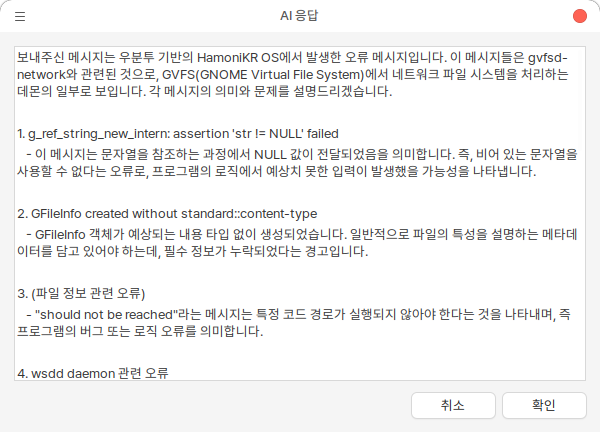 AI 응답
보내주신 메시지는 우분투 기반의 HamoniKR OS에서 발생한 오류 메시지입니다. 이 메시지들은 gvfsd-
network와 관련된 것으로, GVFS(GNOME Virtual File System)에서 네트워크 파일 시스템을 처리하는
데몬의 일부로 보입니다. 각 메시지의 의미와 문제를 설명드리겠습니다.
1. g_ref_string_new_intern: assertion 'str != NULL' failed
- 이 메시지는 문자열을 참조하는 과정에서 NULL 값이 전달되었음을 의미합니다. 즉, 비어 있는 문자열을
사용할 수 없다는 오류로, 프로그램의 로직에서 예상치 못한 입력이 발생했을 가능성을 나타냅니다.
2. GFileInfo created without standard::content-type
- GFileInfo 객체가 예상되는 내용 타입 없이 생성되었습니다. 일반적으로 파일의 특성을 설명하는 메타데
이터를 담고 있어야 하는데, 필수 정보가 누락되었다는 경고입니다.
3. (파일 정보 관련 오류)
- "should not be reached"라는 메시지는 특정 코드 경로가 실행되지 않아야 한다는 것을 나타내며, 즉
프로그램의 버그 또는 로직 오류를 의미합니다.
4. wsdd daemon 관련 오류
취소
확인